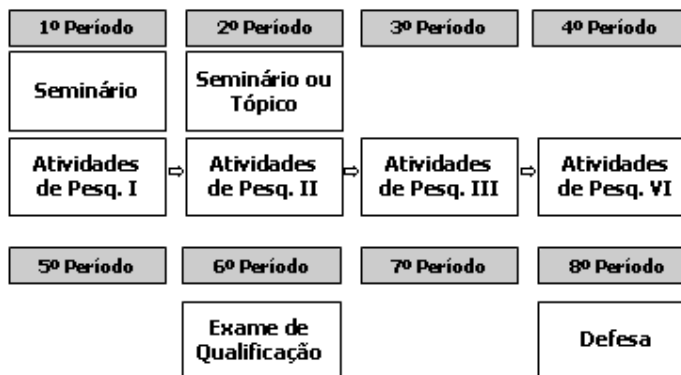 1º Período 2º Período 3º Período 4º Período
Seminário
Seminário ou
Tópico
Atividades
de Pesq. I
Atividades
de Pesq. II
Atividades
de Pesq. III
Atividades
de Pesq. VI
5º Período 6º Período 7º Período 8º Período
Exame de
Qualificação
Defesa